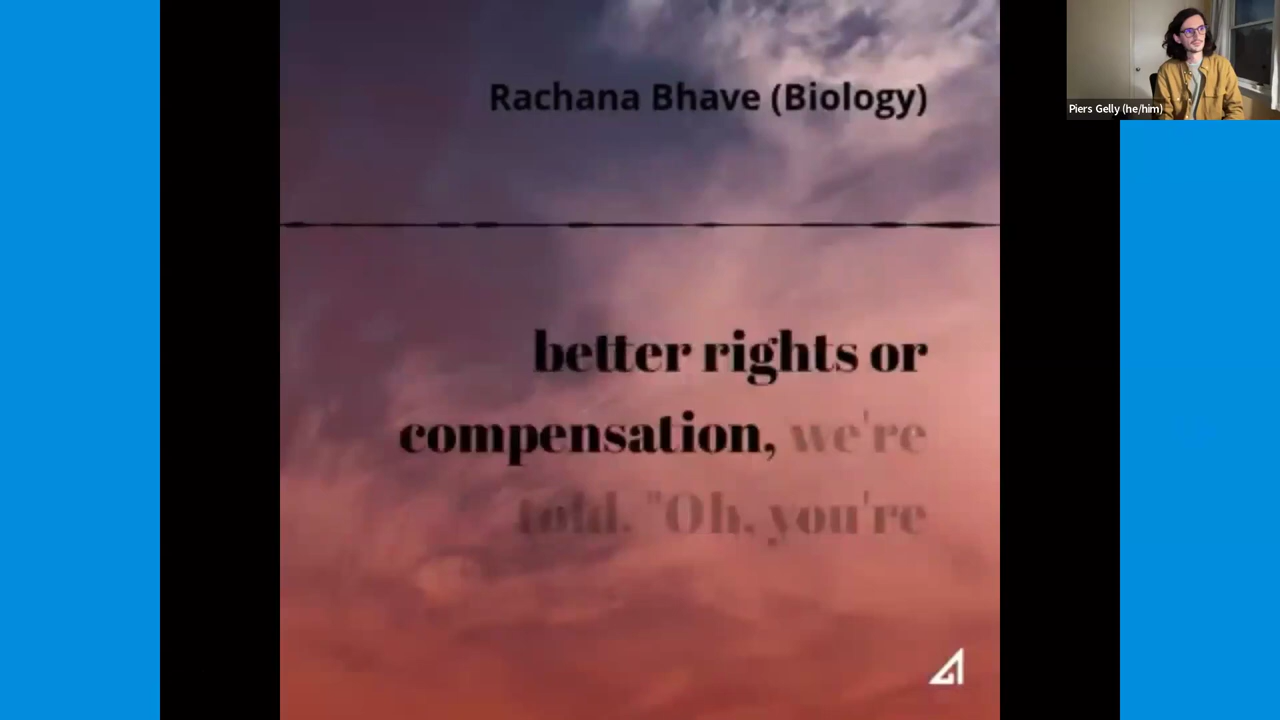 Rachana Bhave (Biology)
Piers Gelly (he/him)
better rights or
compensation, we're
told. "Oh, you're